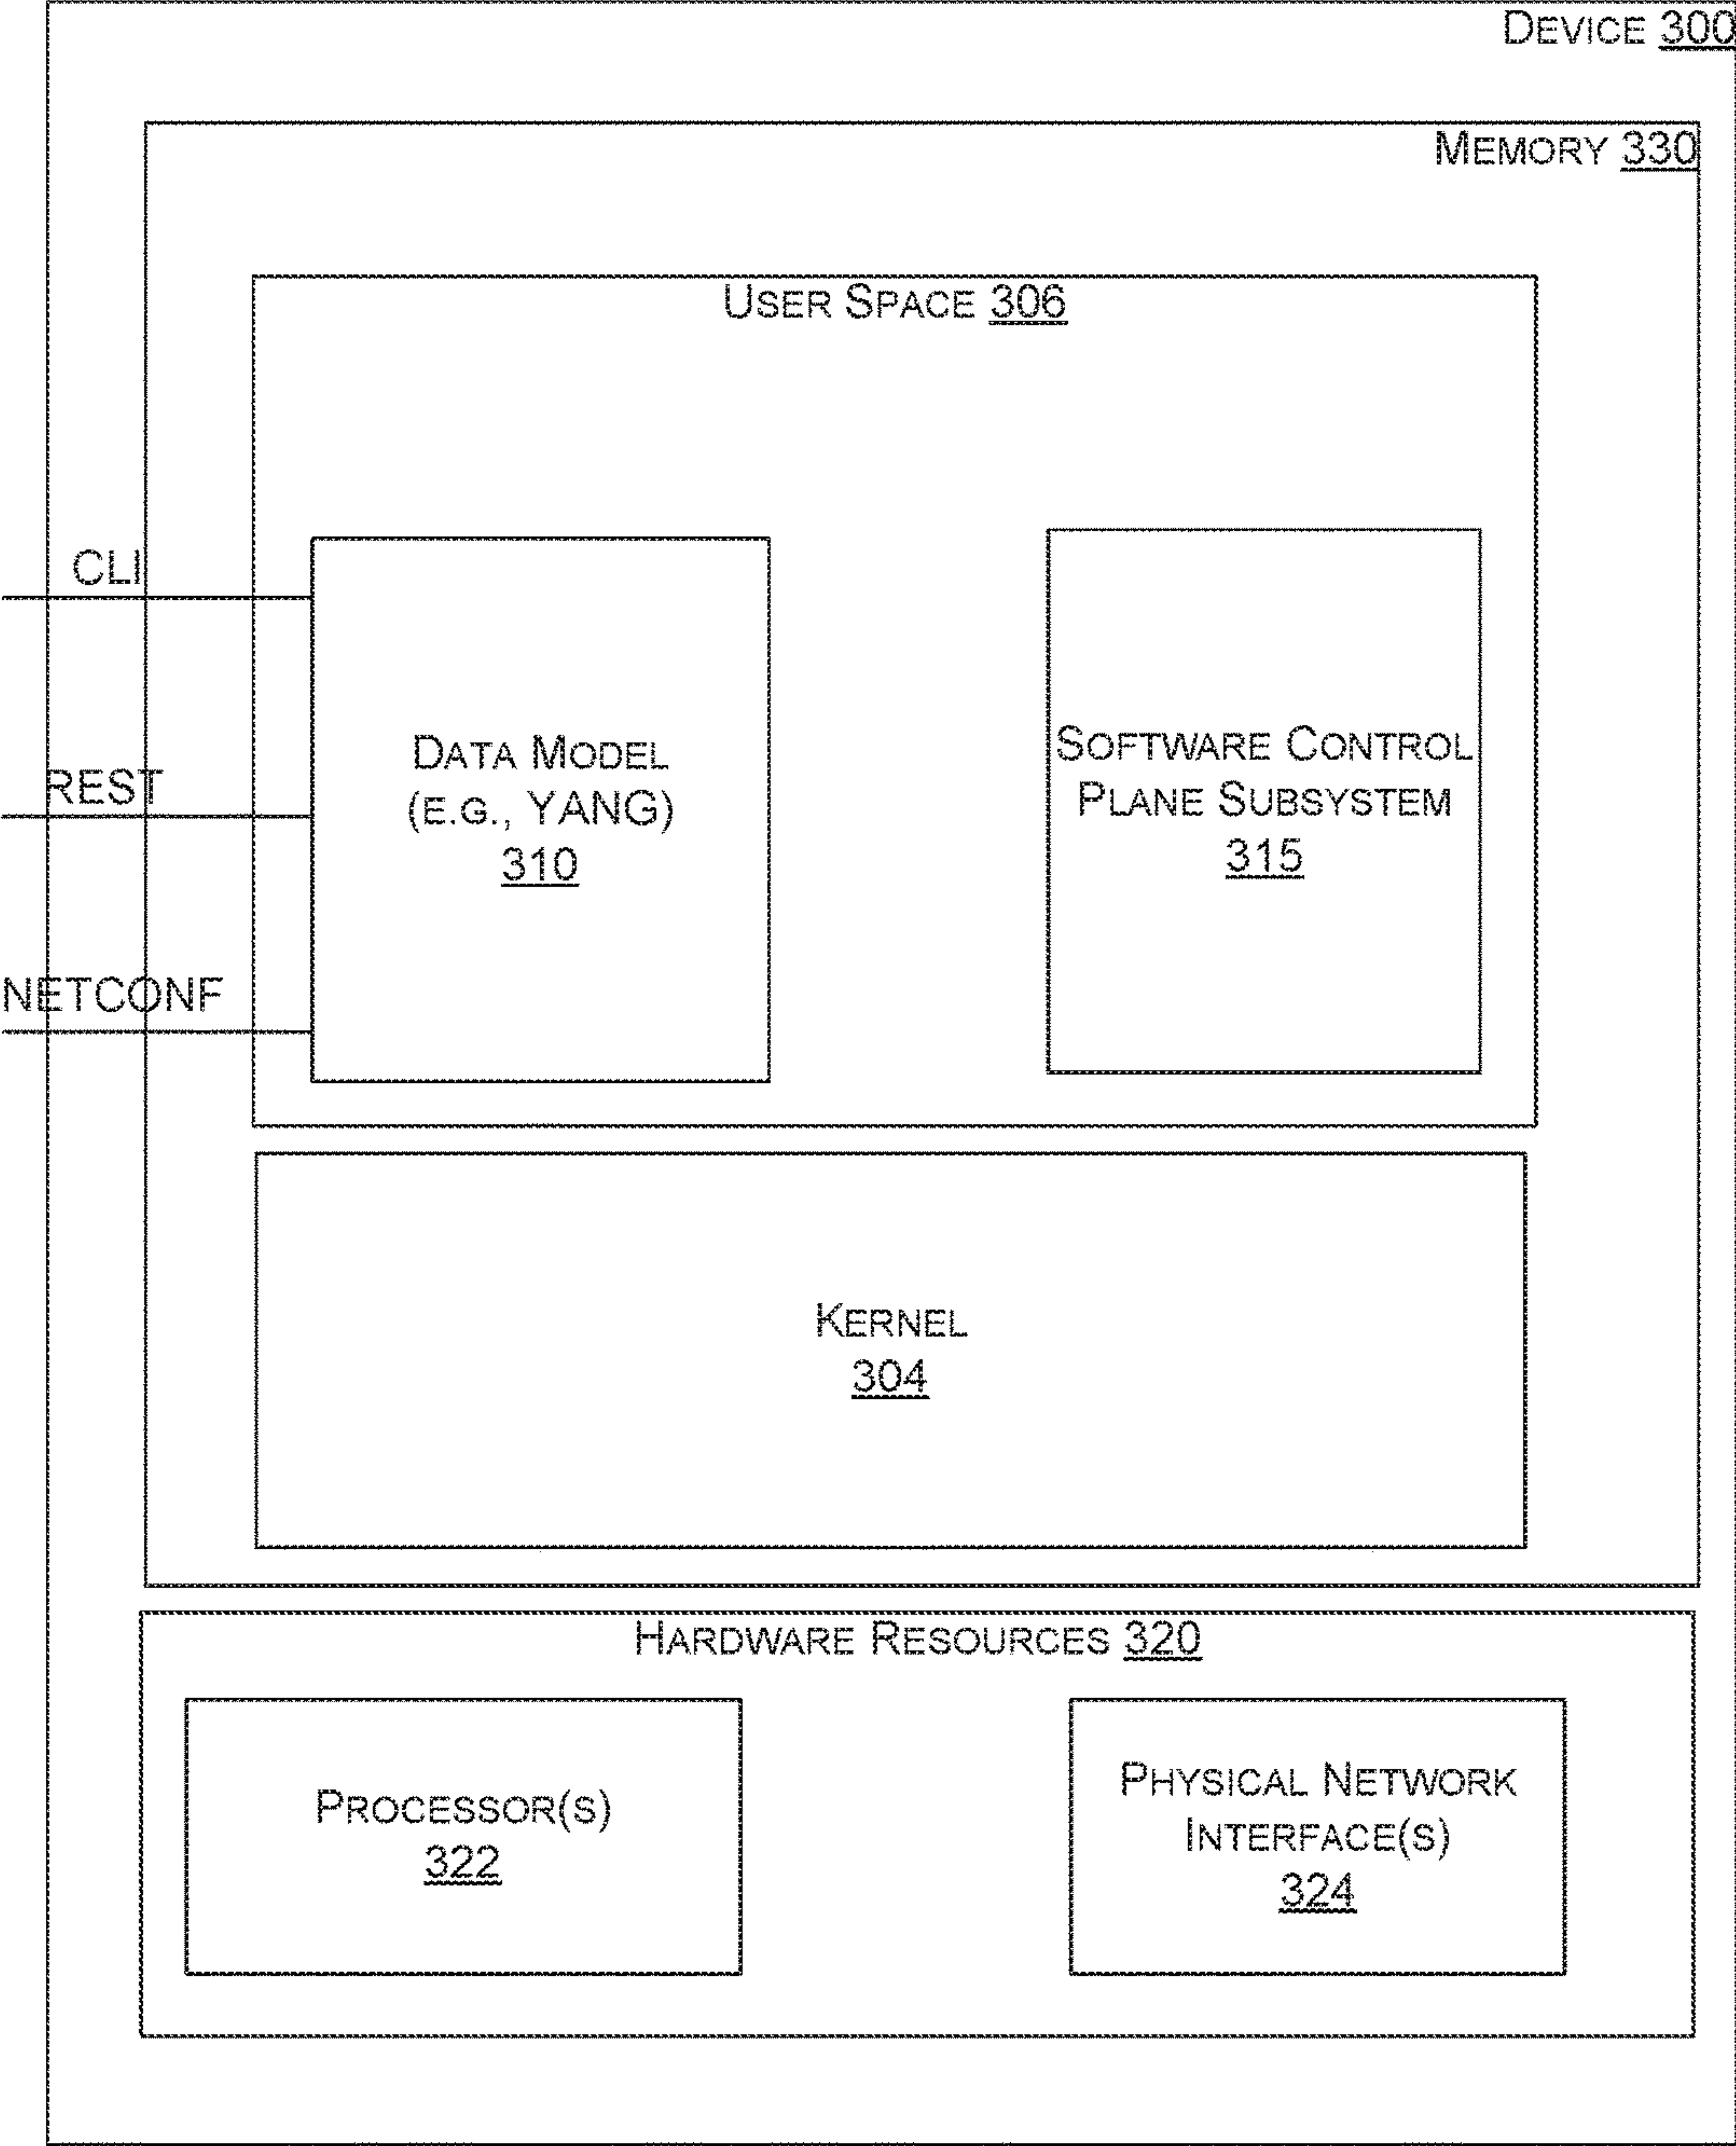 DEVICE 300
MEMORY 330
USER SPACE 306
CLI
REST
NETCONF
DATA MODEL
(E.G., YANG)
310
SOFTWARE CONTROL
PLANE SUBSYSTEM
315
KERNEL
304
HARDWARE RESOURCES 320
PROCESSOR(S)
322
PHYSICAL NETWORK
INTERFACE(S)
324